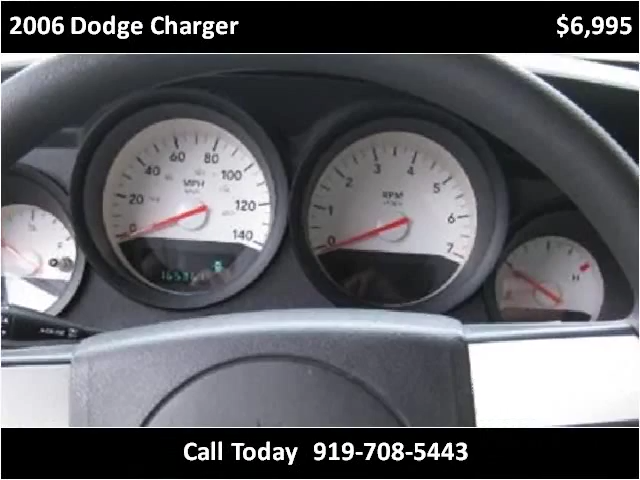 2006 Dodge Charger $6,995
0 20 40 60 80 100 120 140
MPH
0 1 2 3 4 5 6 7
RPM
F
H
Call Today 919-708-5443